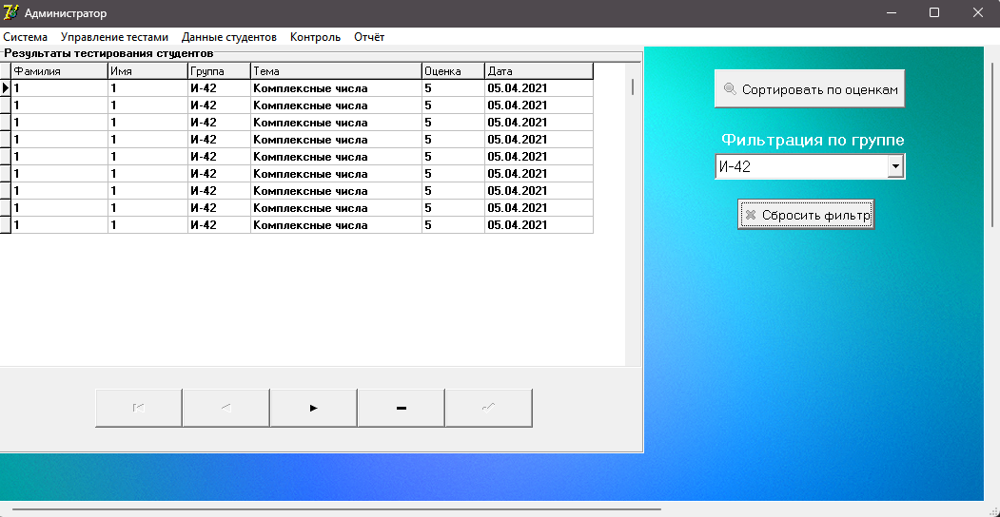 Администратор
Система Управление тестами Данные студентов Контроль Отчёт
Результаты тестирования студентов
Фамилия Имя Группа Тема Оценка Дата
1 1 И-42 Комплексные числа 5 05.04.2021
1 1 И-42 Комплексные числа 5 05.04.2021
1 1 И-42 Комплексные числа 5 05.04.2021
1 1 И-42 Комплексные числа 5 05.04.2021
1 1 И-42 Комплексные числа 5 05.04.2021
1 1 И-42 Комплексные числа 5 05.04.2021
1 1 И-42 Комплексные числа 5 05.04.2021
1 1 И-42 Комплексные числа 5 05.04.2021
1 1 И-42 Комплексные числа 5 05.04.2021
Сортировать по оценкам
Фильтрация по группе
И-42
Сбросить фильтр